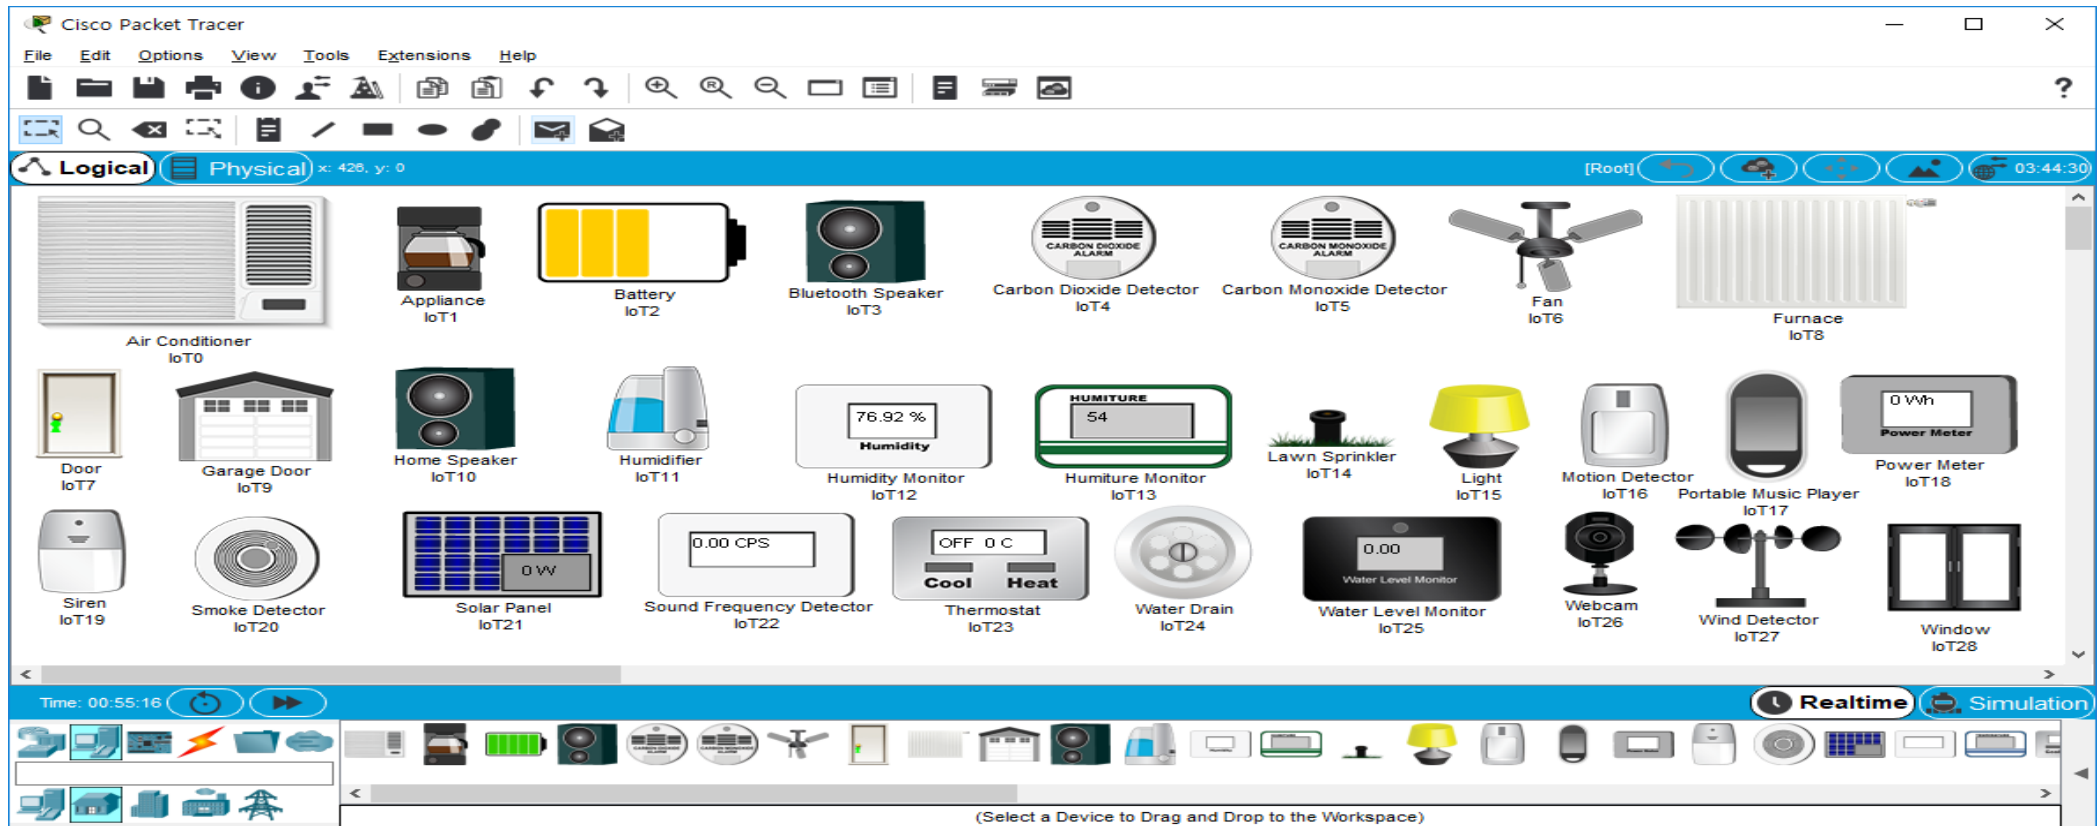 Cisco Packet Tracer
File Edit Options View Tools Extensions Help
?
Logical Physical x: 426, y: 0 [Root] 03:44:30
CARBON DIOXIDE
ALARM
CARBON MONOXIDE
ALARM
Air Conditioner
IoT0
Appliance
IoT1
Battery
IoT2
Bluetooth Speaker
IoT3
Carbon Dioxide Detector
IoT4
Carbon Monoxide Detector
IoT5
Fan
IoT6
Furnace
IoT8
Door
IoT7
Garage Door
IoT9
Home Speaker
IoT10
Humidifier
IoT11
76.92 %
Humidity
Humidity Monitor
IoT12
HUMITURE
54
Humiture Monitor
IoT13
Lawn Sprinkler
IoT14
Light
IoT15
Motion Detector
IoT16
Portable Music Player
IoT17
0 Wh
Power Meter
Power Meter
IoT18
Siren
IoT19
Smoke Detector
IoT20
0 W
Solar Panel
IoT21
0.00 CPS
Sound Frequency Detector
IoT22
OFF 0 C
Cool Heat
Thermostat
IoT23
Water Drain
IoT24
0.00
Water Level Monitor
Water Level Monitor
IoT25
Webcam
IoT26
Wind Detector
IoT27
Window
IoT28
Time: 00:55:16 Realtime Simulation
(Select a Device to Drag and Drop to the Workspace)